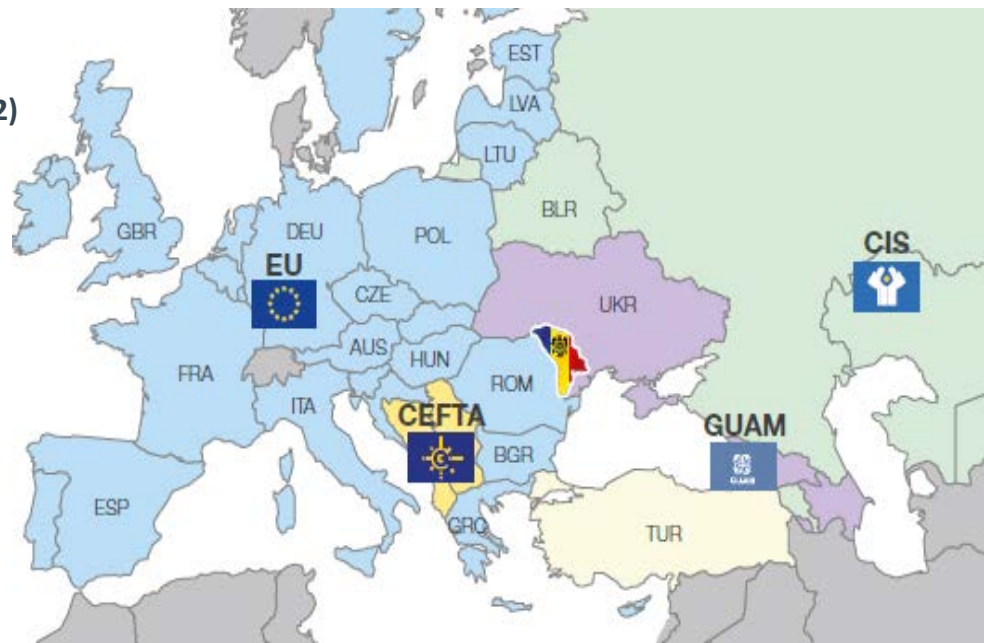 EST
2)
LVA
LTU
BLR
GBR
DEU
POL
CIS
EU
CZE
UKR
AUS
HUN
FRA
ROM
ITA
CEFTA
GUAM
BGR
ESP
GRC
TUR
GUAM